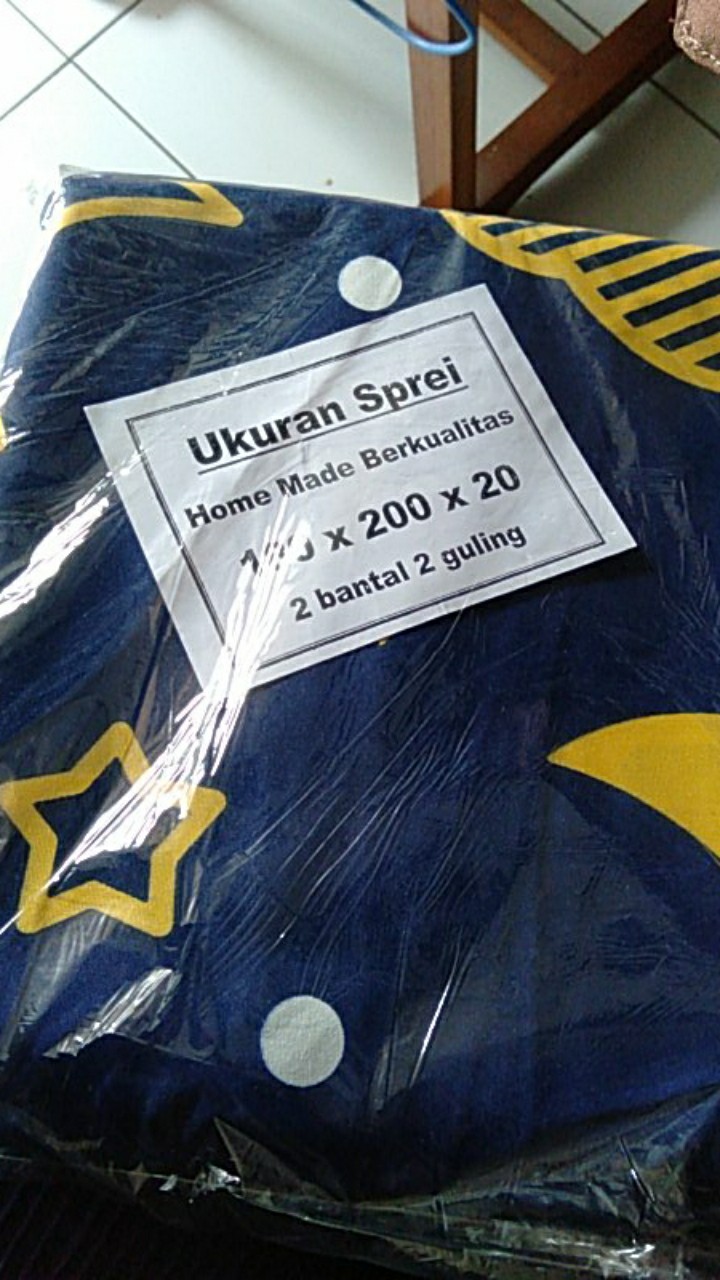 Ukuran Sprei
Home Made Berkualitas
x 200 x 20
2 bantal 2 guling